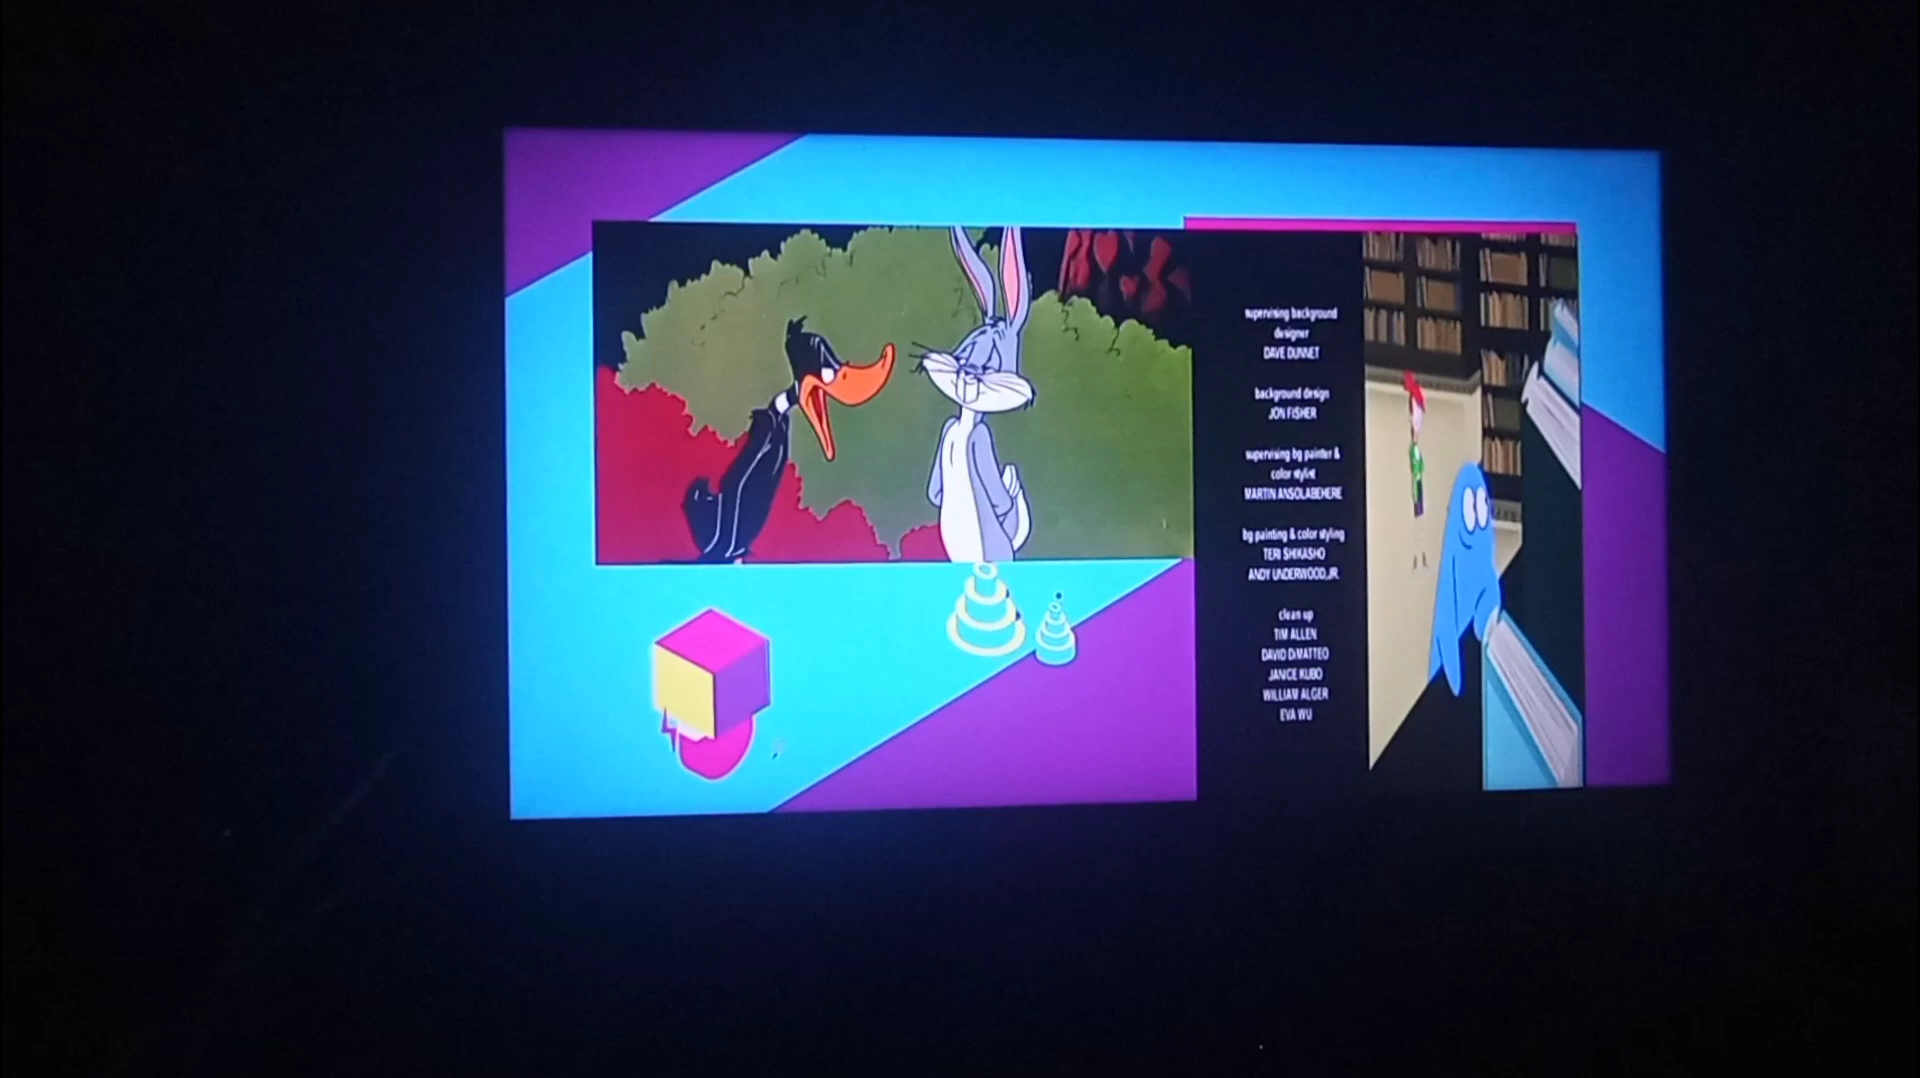 supervising background
designer
DAVE DUNNET
background design
JON FISHER
supervising bg painter &
color stylist
MARTIN ANSOLABEHERE
bg painting & color styling
TERI SHIKASHO
ANDY UNDERWOOD, JR.
clean up
TIM ALLEN
DAVID DiMATTEO
JANICE KUBO
WILLIAM ALGER
EVA WU